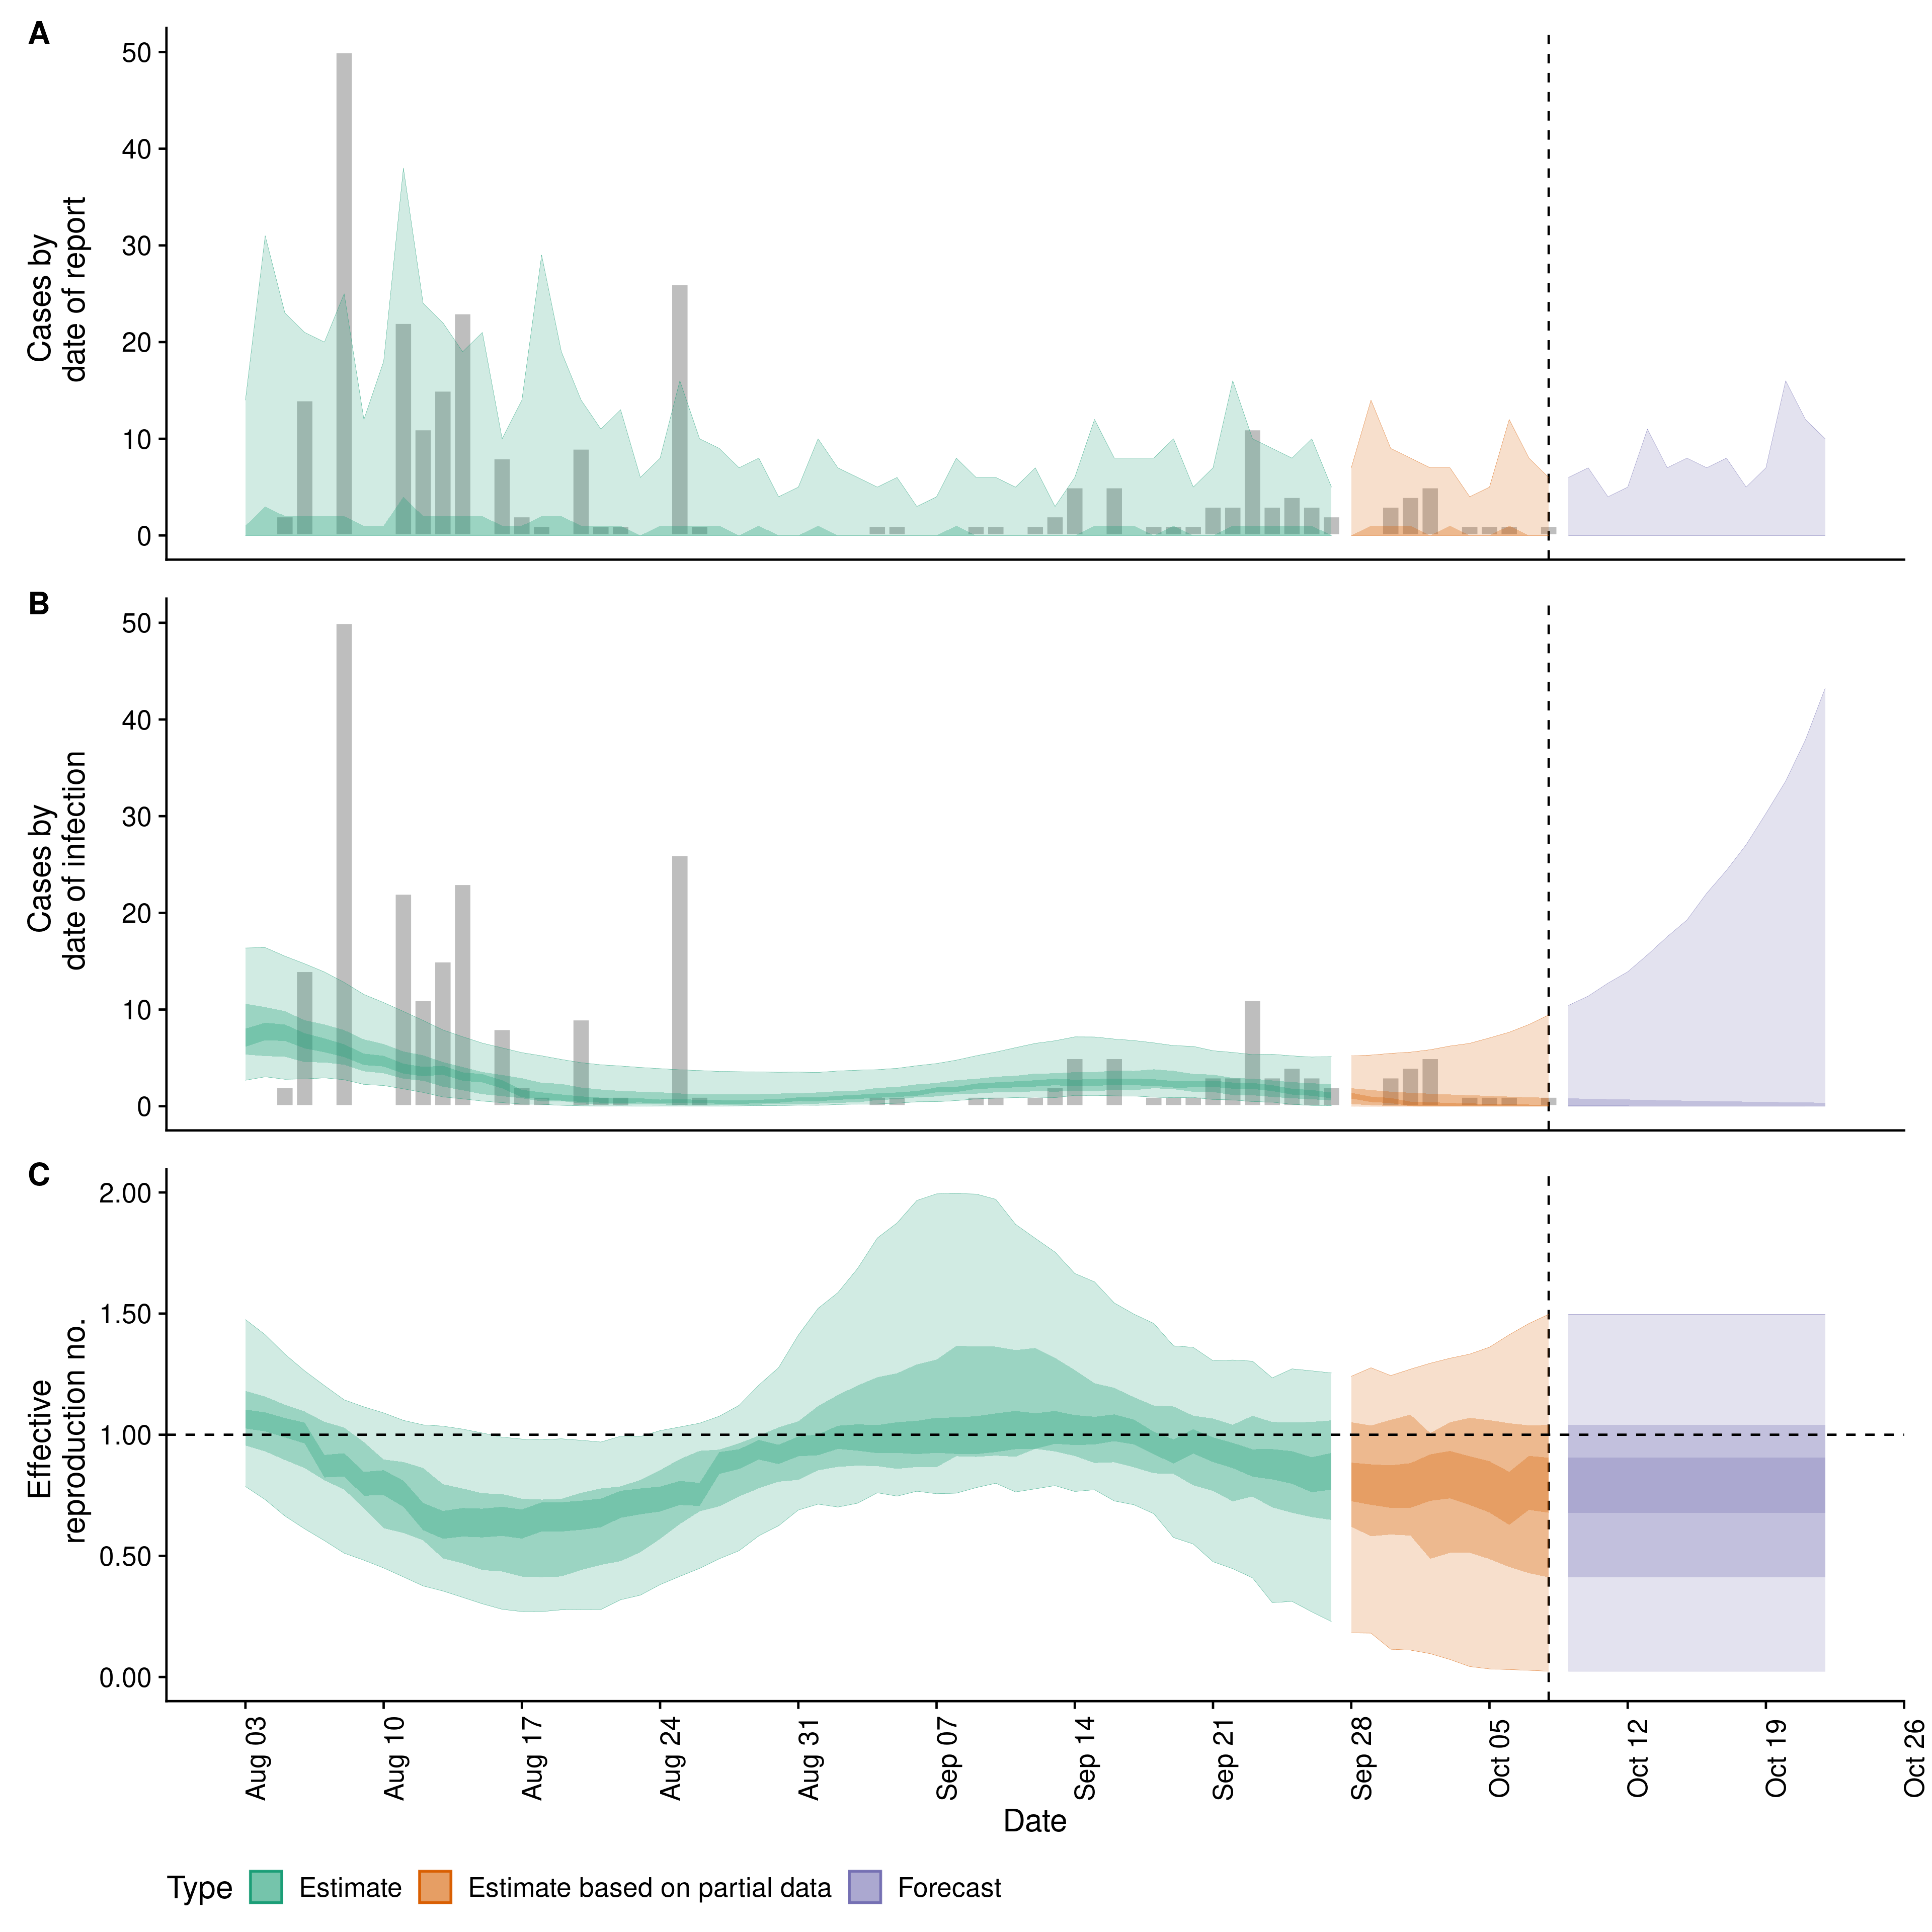 A
Cases by
date of report
50
40
30
20
10
0
B
Cases by
date of infection
50
40
30
20
10
0
C
Effective
reproduction no.
2.00
1.50
1.00
0.50
0.00
Aug 03
Aug 10
Aug 17
Aug 24
Aug 31
Sep 07
Sep 14
Sep 21
Sep 28
Oct 05
Oct 12
Oct 19
Oct 26
Date
Type
Estimate
Estimate based on partial data
Forecast